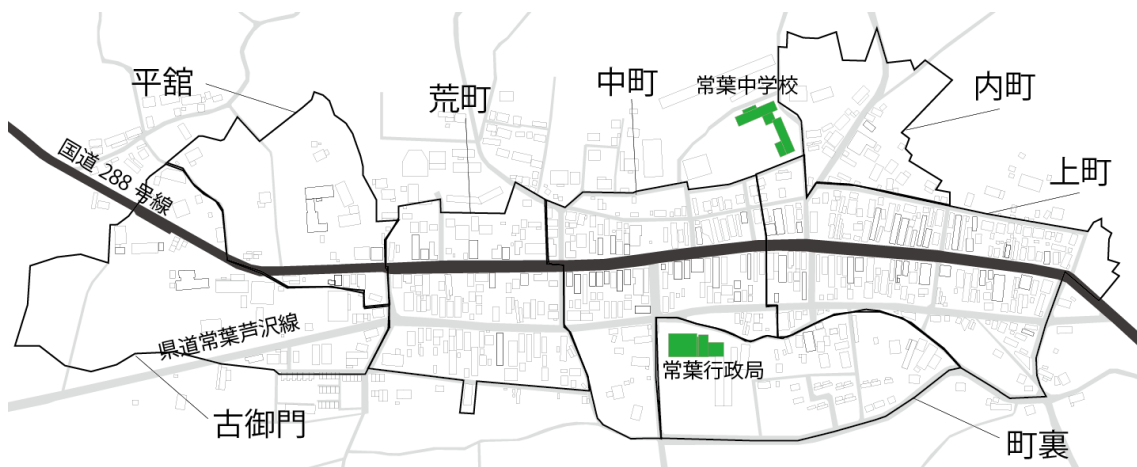 平舘
荒町
中町
常葉中学校
内町
国道 288 号線
上町
県道常葉芦沢線
常葉行政局
古御門
町裏